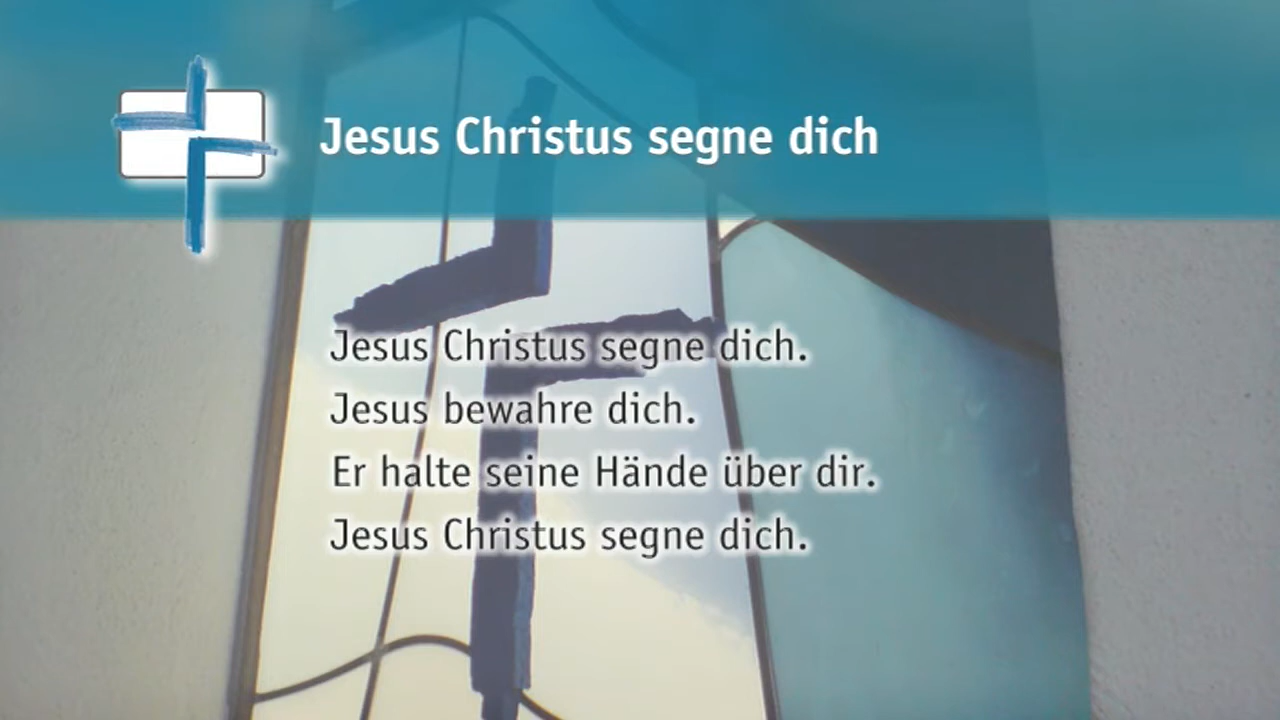 Jesus Christus segne dich
Jesus Christus segne dich.
Jesus bewahre dich.
Er halte seine Hände über dir.
Jesus Christus segne dich.